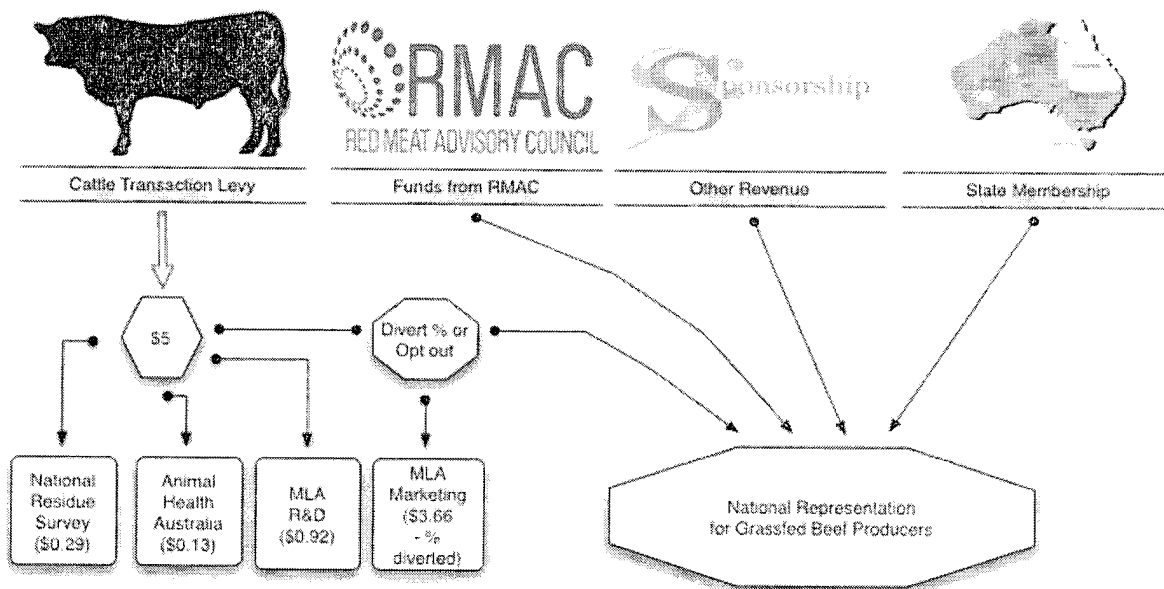 RMAC
RED MEAT ADVISORY COUNCIL
Sponsorship
Cattle Transaction Levy
Funds from RMAC
Other Revenue
State Membership
$5
Divert % or
Opt out
National
Residue
Survey
($0.29)
Animal
Health
Australia
($0.13)
MLA
R&D
($0.92)
MLA
Marketing
($3.66
- %
diverted)
National Representation
for Grassfed Beef Producers